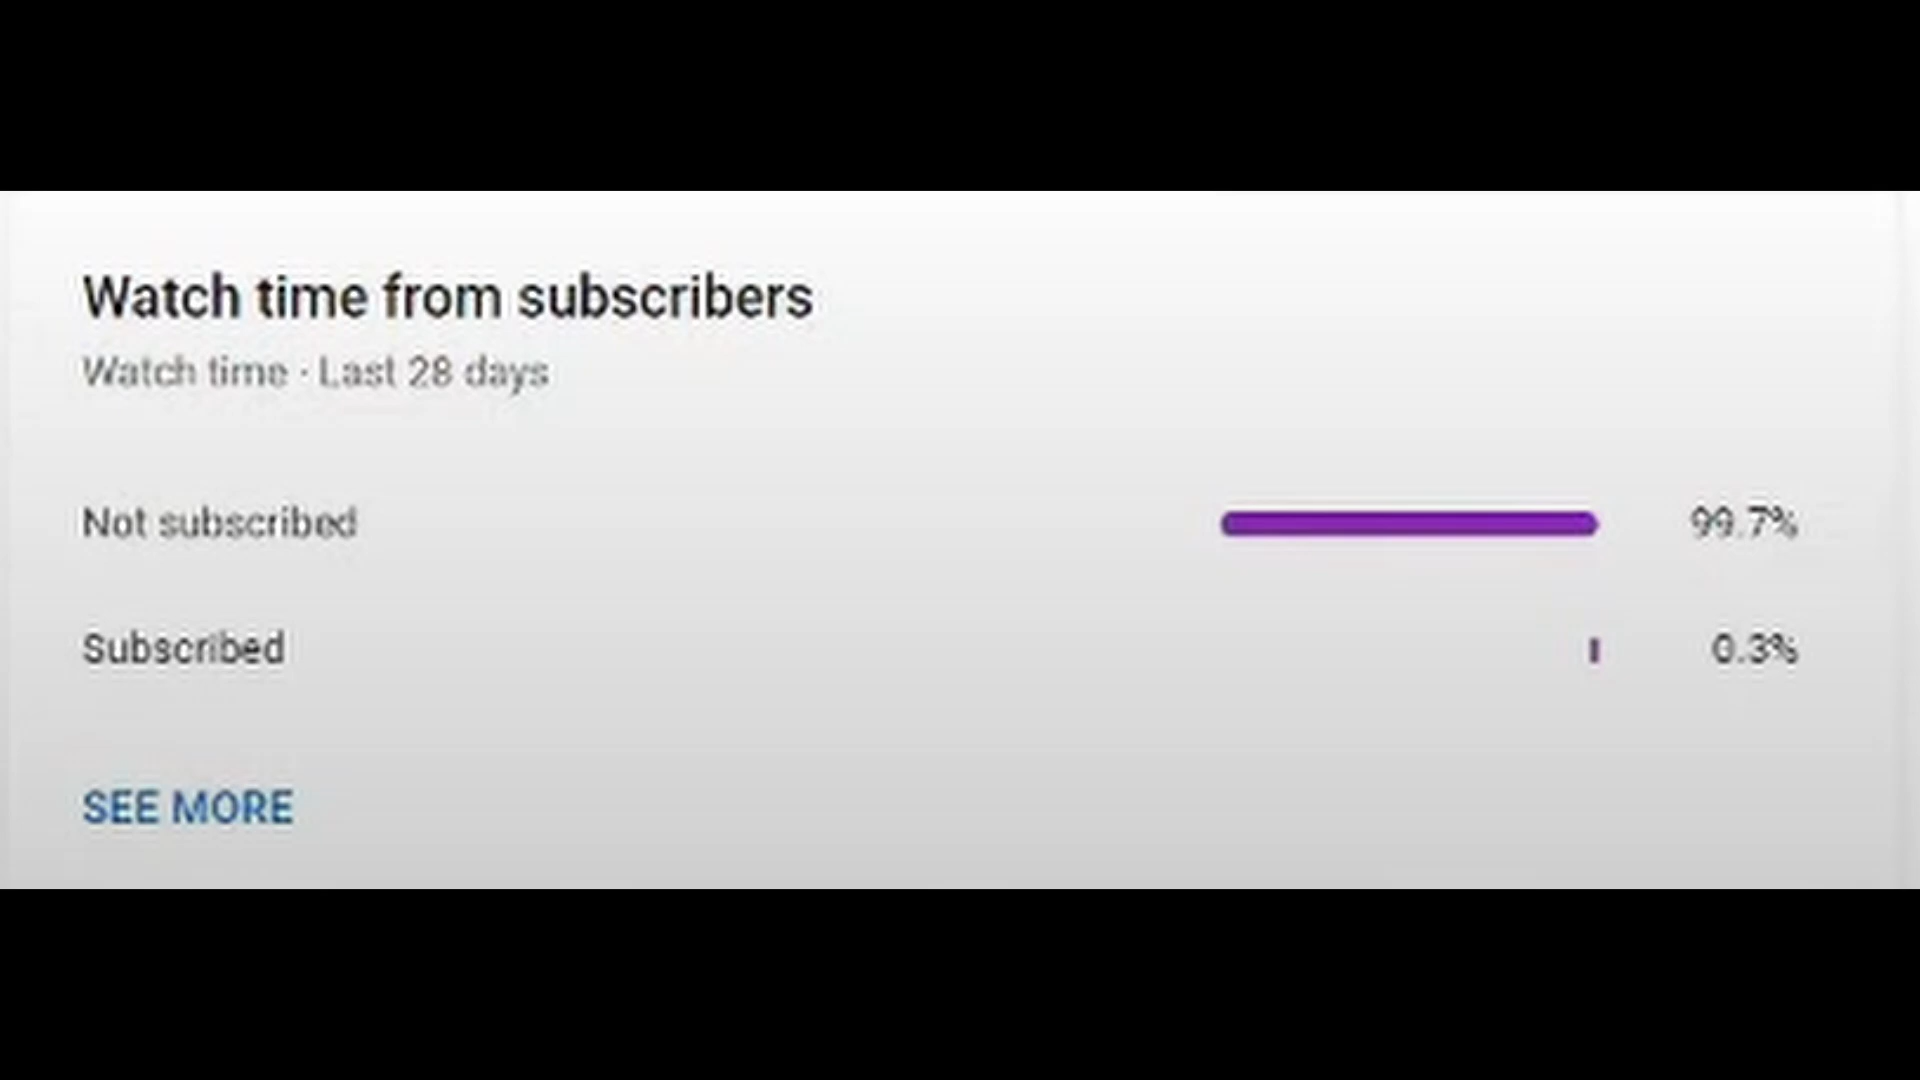 Watch time from subscribers
Watch time · Last 28 days
Not subscribed 99.7%
Subscribed 0.3%
SEE MORE